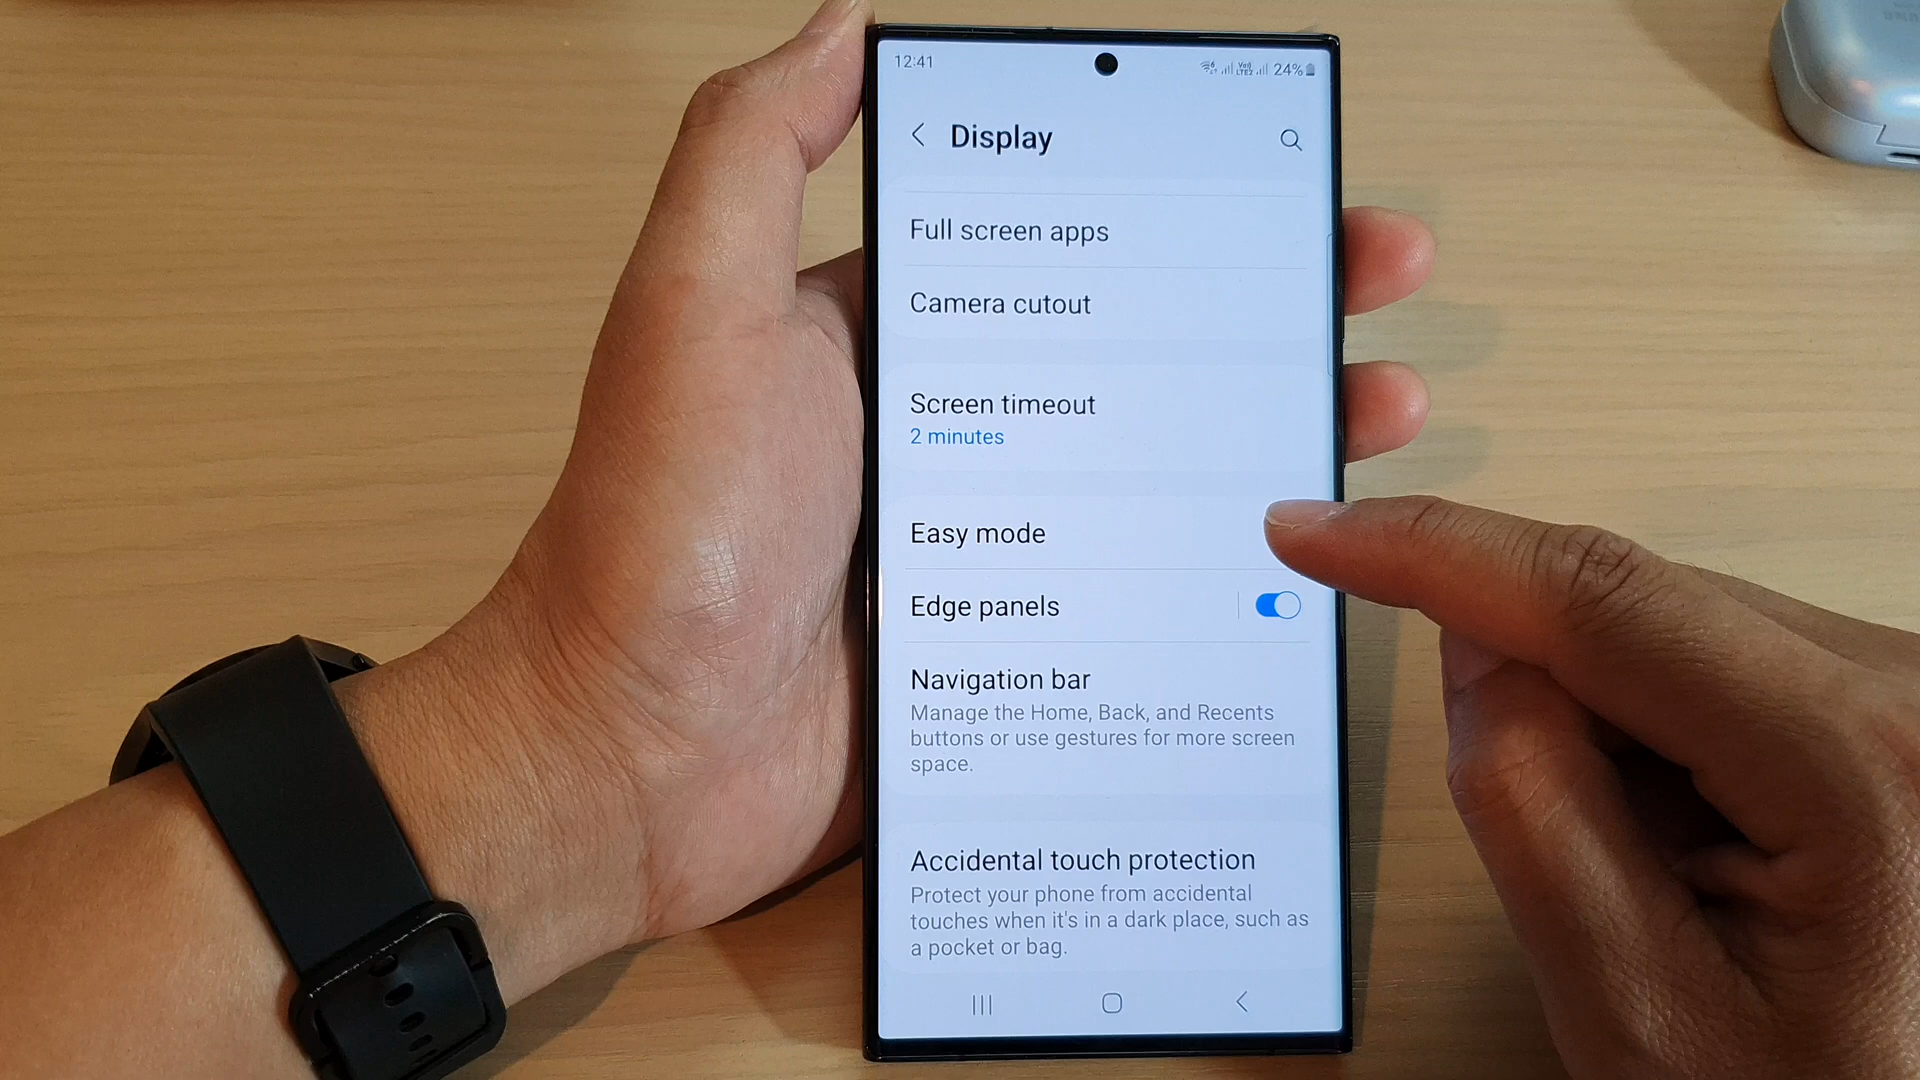 12:41
24%
Display
Full screen apps
Camera cutout
Screen timeout
2 minutes
Easy mode
Edge panels
Navigation bar
Manage the Home, Back, and Recents
buttons or use gestures for more screen
space.
Accidental touch protection
Protect your phone from accidental
touches when it's in a dark place, such as
a pocket or bag.